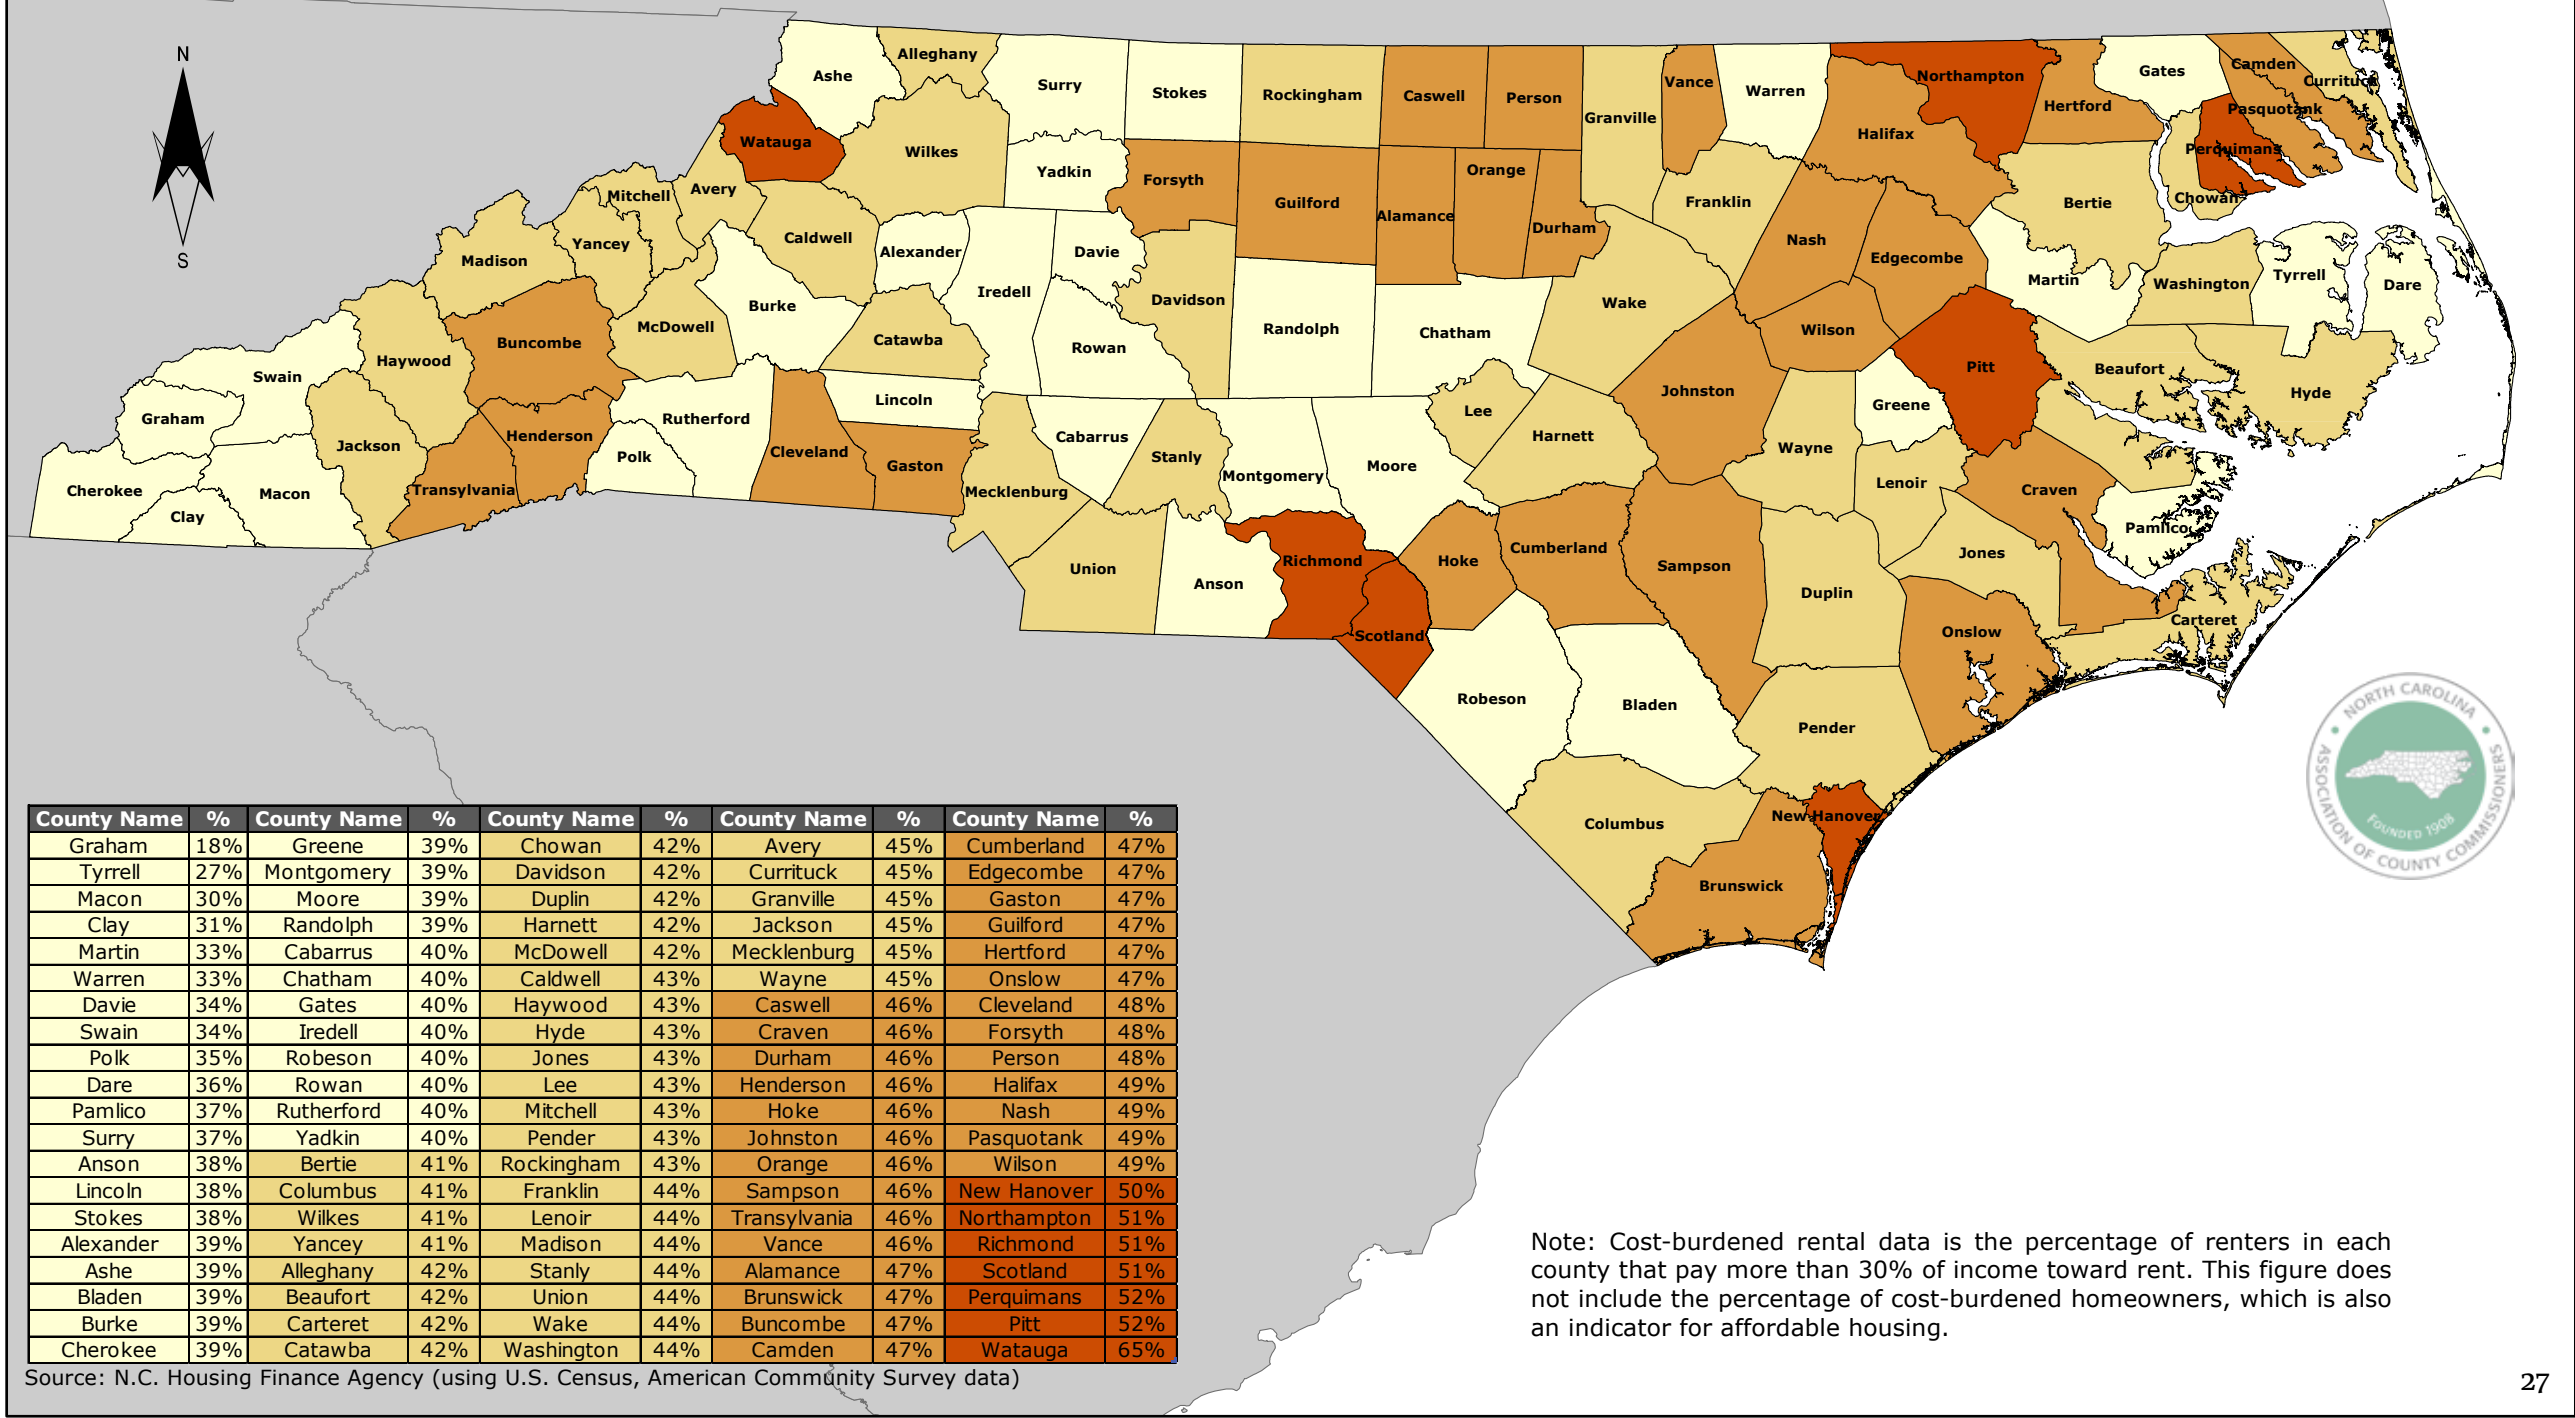 N
S
Ashe
Alleghany
Surry
Stokes
Rockingham
Caswell
Person
Granville
Vance
Warren
Northampton
Hertford
Gates
Camden
Currituck
Pasquotank
Perquimans
Chowan
Halifax
Watauga
Wilkes
Yadkin
Forsyth
Guilford
Alamance
Orange
Durham
Franklin
Nash
Edgecombe
Bertie
Mitchell
Avery
Caldwell
Alexander
Davie
Madison
Yancey
Iredell
Davidson
Martin
Washington
Tyrrell
Dare
Burke
McDowell
Buncombe
Catawba
Rowan
Randolph
Chatham
Wake
Wilson
Haywood
Swain
Johnston
Pitt
Beaufort
Hyde
Graham
Jackson
Henderson
Rutherford
Polk
Lincoln
Cleveland
Gaston
Cabarrus
Stanly
Montgomery
Moore
Lee
Harnett
Wayne
Greene
Lenoir
Craven
Pamlico
Cherokee
Clay
Macon
Transylvania
Mecklenburg
Union
Anson
Richmond
Scotland
Hoke
Cumberland
Sampson
Duplin
Jones
Onslow
Carteret
Robeson
Bladen
Pender
Columbus
New Hanover
Brunswick
NORTH CAROLINA
ASSOCIATION OF COUNTY COMMISSIONERS
FOUNDED 1908
County Name % County Name % County Name % County Name % County Name %
Graham 18% Greene 39% Chowan 42% Avery 45% Cumberland 47%
Tyrrell 27% Montgomery 39% Davidson 42% Currituck 45% Edgecombe 47%
Macon 30% Moore 39% Duplin 42% Granville 45% Gaston 47%
Clay 31% Randolph 39% Harnett 42% Jackson 45% Guilford 47%
Martin 33% Cabarrus 40% McDowell 42% Mecklenburg 45% Hertford 47%
Warren 33% Chatham 40% Caldwell 43% Wayne 45% Onslow 47%
Davie 34% Gates 40% Haywood 43% Caswell 46% Cleveland 48%
Swain 34% Iredell 40% Hyde 43% Craven 46% Forsyth 48%
Polk 35% Robeson 40% Jones 43% Durham 46% Person 48%
Dare 36% Rowan 40% Lee 43% Henderson 46% Halifax 49%
Pamlico 37% Rutherford 40% Mitchell 43% Hoke 46% Nash 49%
Surry 37% Yadkin 40% Pender 43% Johnston 46% Pasquotank 49%
Anson 38% Bertie 41% Rockingham 43% Orange 46% Wilson 49%
Lincoln 38% Columbus 41% Franklin 44% Sampson 46% New Hanover 50%
Stokes 38% Wilkes 41% Lenoir 44% Transylvania 46% Northampton 51%
Alexander 39% Yancey 41% Madison 44% Vance 46% Richmond 51%
Ashe 39% Alleghany 42% Stanly 44% Alamance 47% Scotland 51%
Bladen 39% Beaufort 42% Union 44% Brunswick 47% Perquimans 52%
Burke 39% Carteret 42% Wake 44% Buncombe 47% Pitt 52%
Cherokee 39% Catawba 42% Washington 44% Camden 47% Watauga 65%
Source: N.C. Housing Finance Agency (using U.S. Census, American Community Survey data)
Note: Cost-burdened rental data is the percentage of renters in each
county that pay more than 30% of income toward rent. This figure does
not include the percentage of cost-burdened homeowners, which is also
an indicator for affordable housing.
27